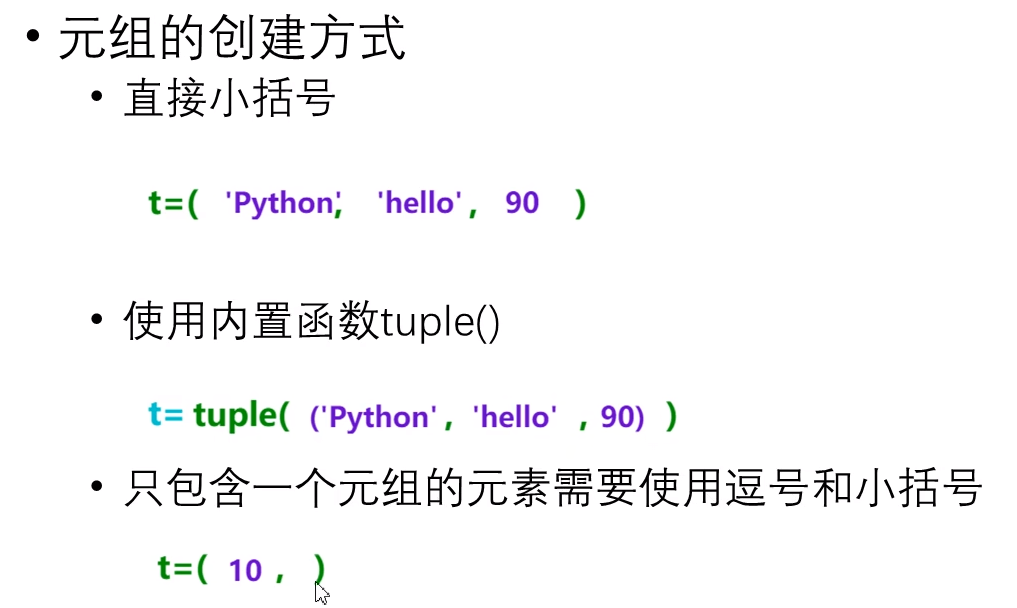 • 元组的创建方式
• 直接小括号
t=( 'Python', 'hello' , 90 )
• 使用内置函数tuple()
t= tuple( ('Python' , 'hello' , 90) )
• 只包含一个元组的元素需要使用逗号和小括号
t=( 10 , )